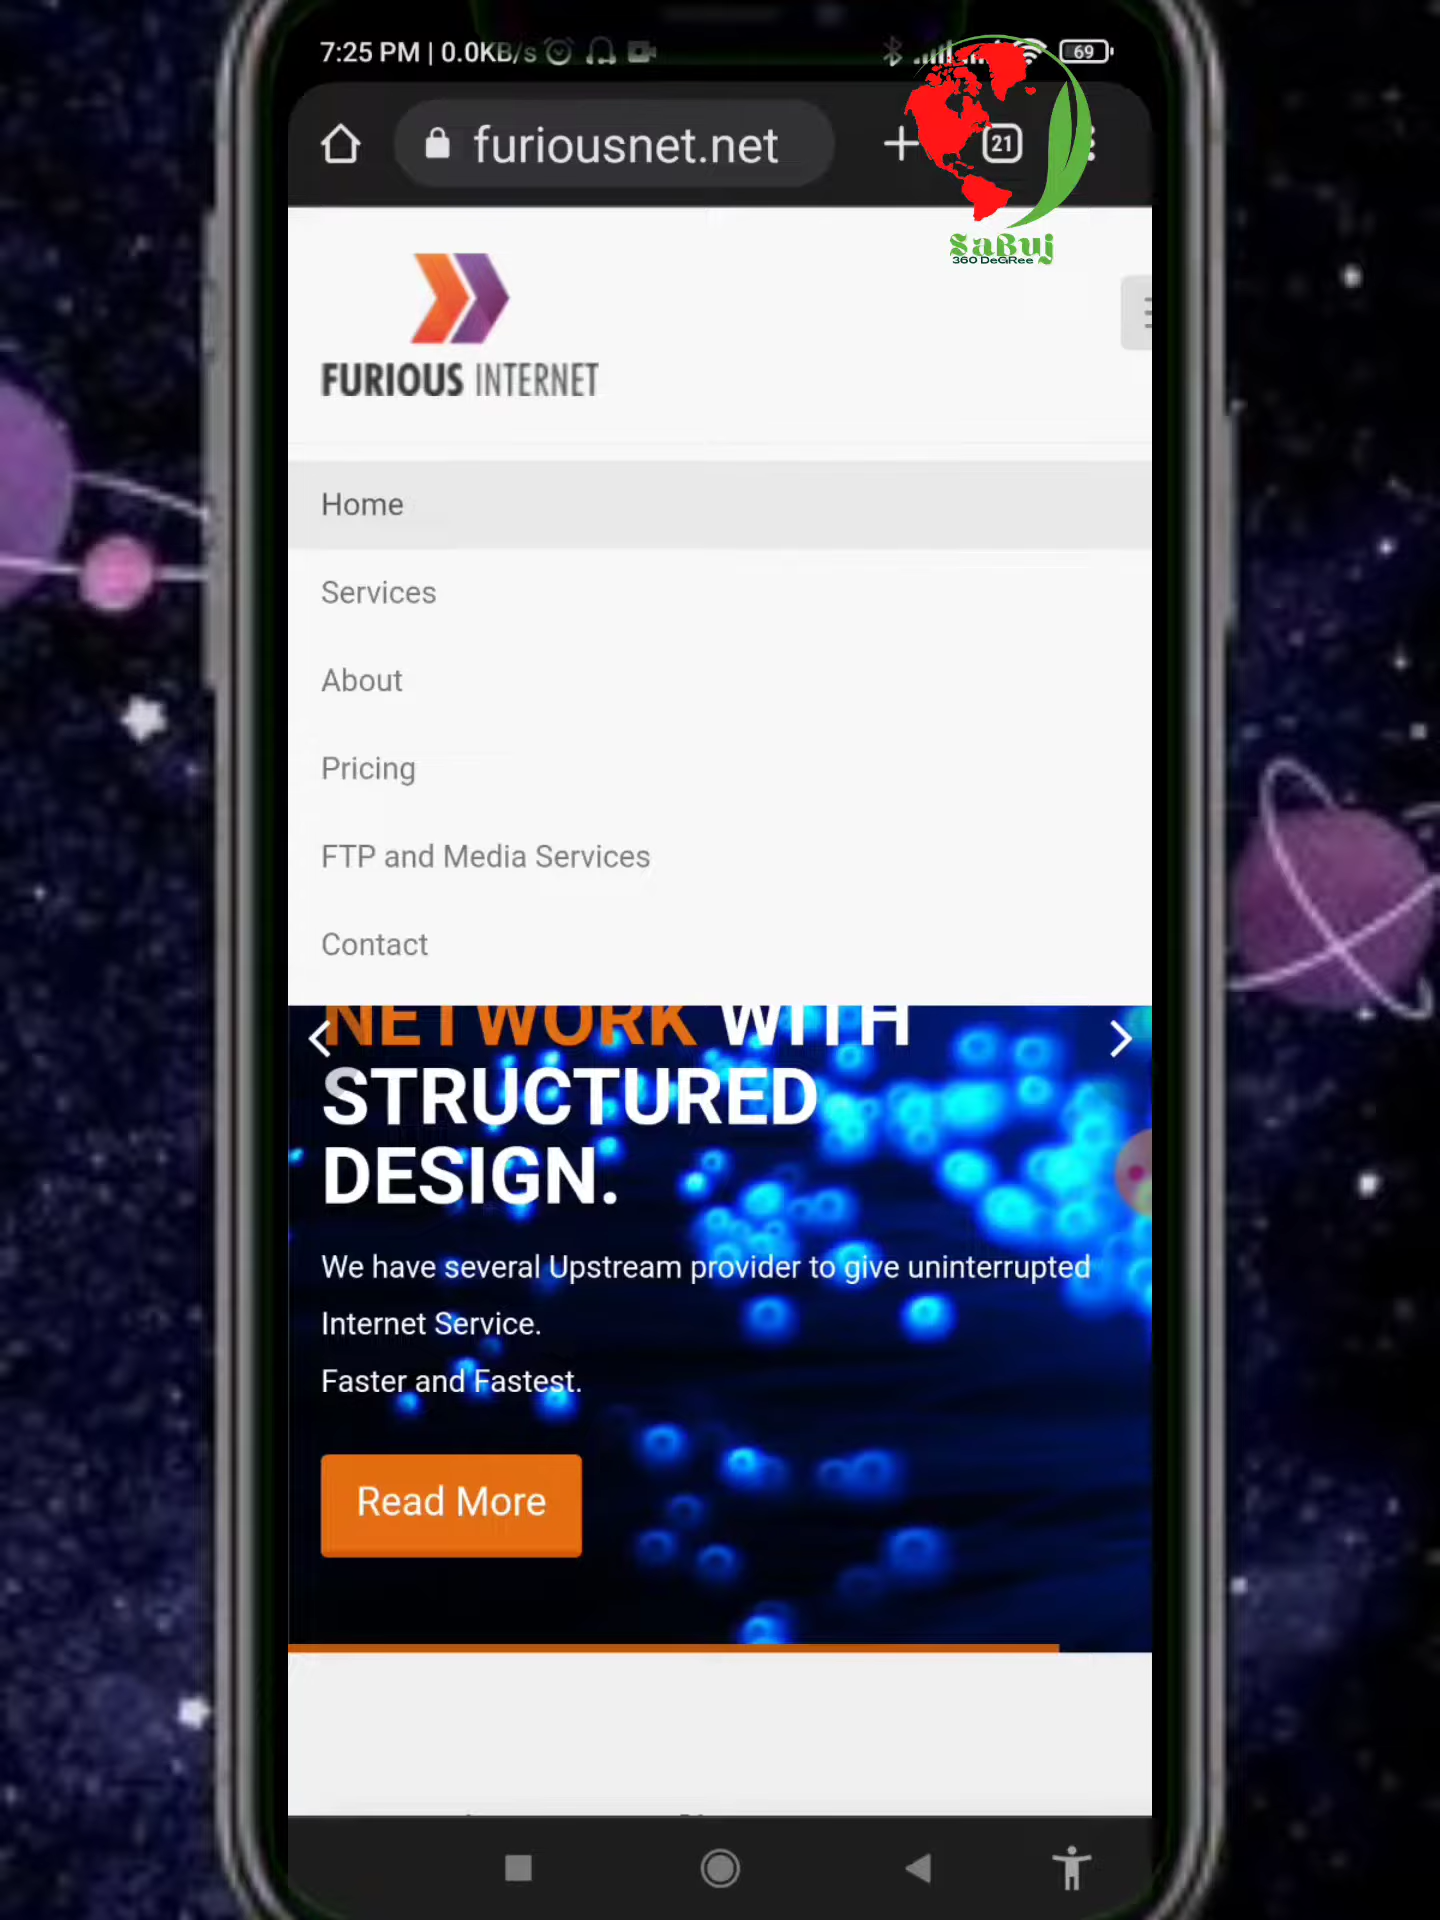 7:25 PM | 0.0KB/s
69
furiousnet.net
21
SaBuj
360 DeGRee
FURIOUS INTERNET
Home
Services
About
Pricing
FTP and Media Services
Contact
NETWORK WITH
STRUCTURED
DESIGN.
We have several Upstream provider to give uninterrupted
Internet Service.
Faster and Fastest.
Read More